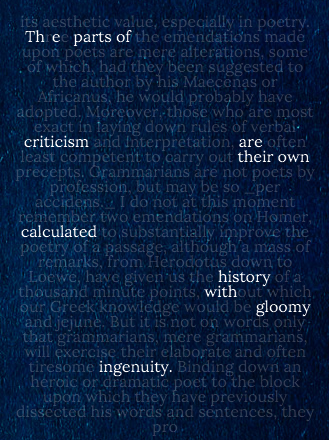 its aesthetic value, especially in poetry.
Th e e parts of the emendations made
upon poets are mere alterations, some
of which, had they been suggested to
the author by his Maecenas or
Africanus, he would probably have
adopted. Moreover, those who are most
exact in laying down rules of verbal
criticism and interpretation, are often
least competent to carry out their own
precepts. Grammarians are not poets by
profession, but may be so _per
accidens._ I do not at this moment
remember two emendations on Homer,
calculated to substantially improve the
poetry of a passage, although a mass of
remarks, from Herodotus down to
Loewe, have given us the history of a
thousand minute points, without which
our Greek knowledge would be gloomy
and jejune. But it is not on words only
that grammarians, mere grammarians,
will exercise their elaborate and often
tiresome ingenuity. Binding down an
heroic or dramatic poet to the block
upon which they have previously
dissected his words and sentences, they
pro